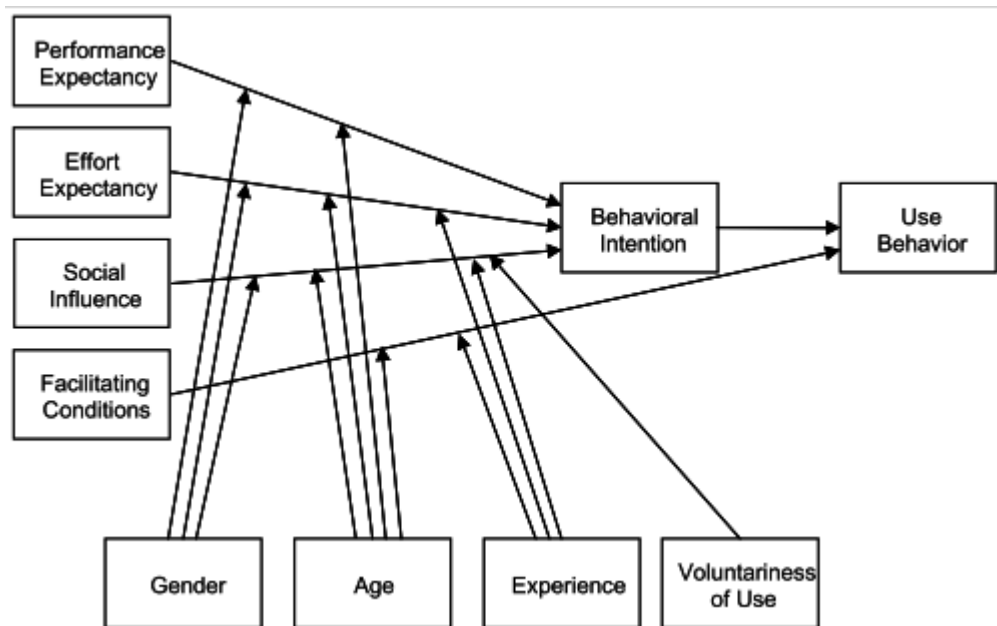 Performance
Expectancy
Effort
Expectancy
Social
Influence
Facilitating
Conditions
Behavioral
Intention
Use
Behavior
Gender
Age
Experience
Voluntariness
of Use